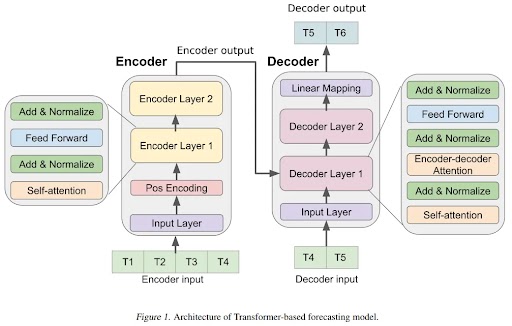 Decoder output
T5 T6
Encoder output
Encoder
Decoder
Linear Mapping
Encoder Layer 2
Decoder Layer 2
Encoder Layer 1
Decoder Layer 1
Pos Encoding
Input Layer
Input Layer
Add & Normalize
Feed Forward
Add & Normalize
Self-attention
Add & Normalize
Feed Forward
Add & Normalize
Encoder-decoder
Attention
Add & Normalize
Self-attention
T1 T2 T3 T4
Encoder input
T4 T5
Decoder input
Figure 1. Architecture of Transformer-based forecasting model.